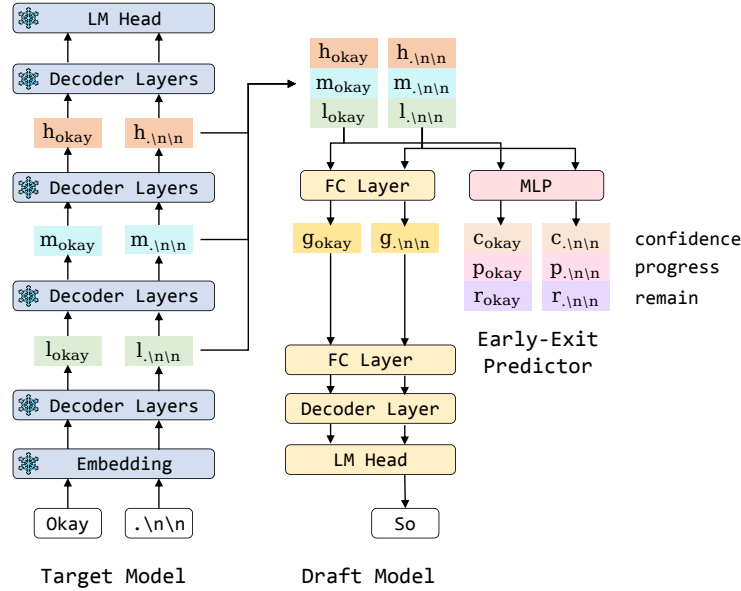 LM Head
Decoder Layers
h_okay h_.\n\n
Decoder Layers
m_okay m_.\n\n
Decoder Layers
l_okay l_.\n\n
Decoder Layers
Embedding
Okay .\n\n
Target Model
h_okay h_.\n\n
m_okay m_.\n\n
l_okay l_.\n\n
FC Layer
g_okay g_.\n\n
FC Layer
Decoder Layer
LM Head
So
Draft Model
MLP
c_okay c_.\n\n confidence
p_okay p_.\n\n progress
r_okay r_.\n\n remain
Early-Exit
Predictor